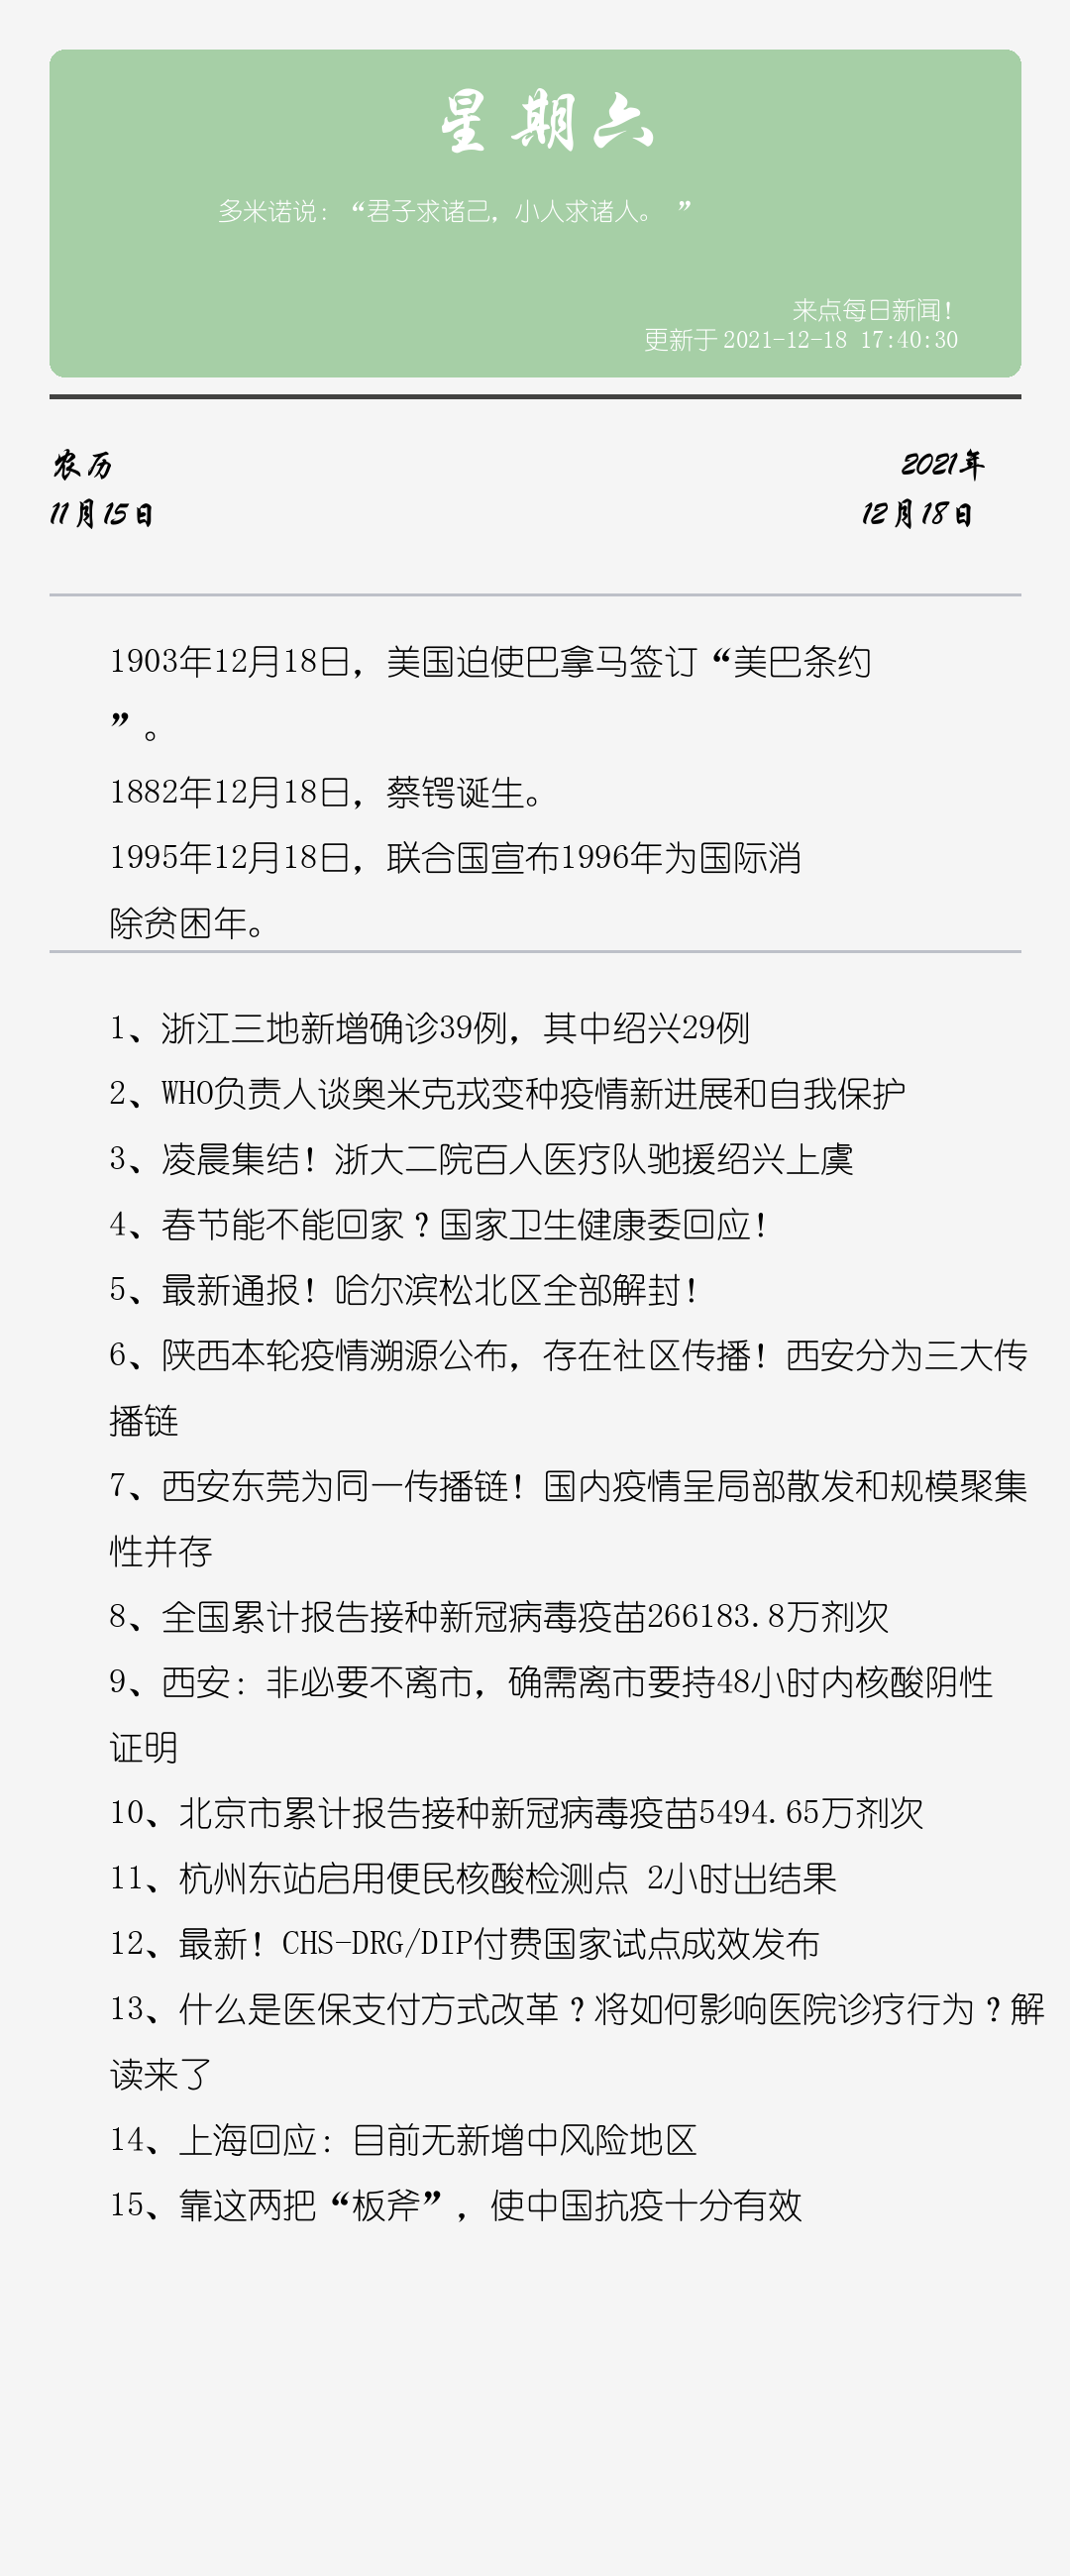 星期六
多米诺说：“君子求诸己，小人求诸人。 ”
来点每日新闻！
更新于 2021-12-18 17:40:30
农历
2021年
11月15日
12月18日
1903年12月18日，美国迫使巴拿马签订“美巴条约
”。
1882年12月18日，蔡锷诞生。
1995年12月18日，联合国宣布1996年为国际消
除贫困年。
1、浙江三地新增确诊39例，其中绍兴29例
2、WHO负责人谈奥米克戎变种疫情新进展和自我保护
3、凌晨集结！浙大二院百人医疗队驰援绍兴上虞
4、春节能不能回家？国家卫生健康委回应！
5、最新通报！哈尔滨松北区全部解封！
6、陕西本轮疫情溯源公布，存在社区传播！西安分为三大传
播链
7、西安东莞为同一传播链！国内疫情呈局部散发和规模聚集
性并存
8、全国累计报告接种新冠病毒疫苗266183.8万剂次
9、西安：非必要不离市，确需离市要持48小时内核酸阴性
证明
10、北京市累计报告接种新冠病毒疫苗5494.65万剂次
11、杭州东站启用便民核酸检测点 2小时出结果
12、最新！CHS-DRG/DIP付费国家试点成效发布
13、什么是医保支付方式改革？将如何影响医院诊疗行为？解
读来了
14、上海回应：目前无新增中风险地区
15、靠这两把“板斧”，使中国抗疫十分有效